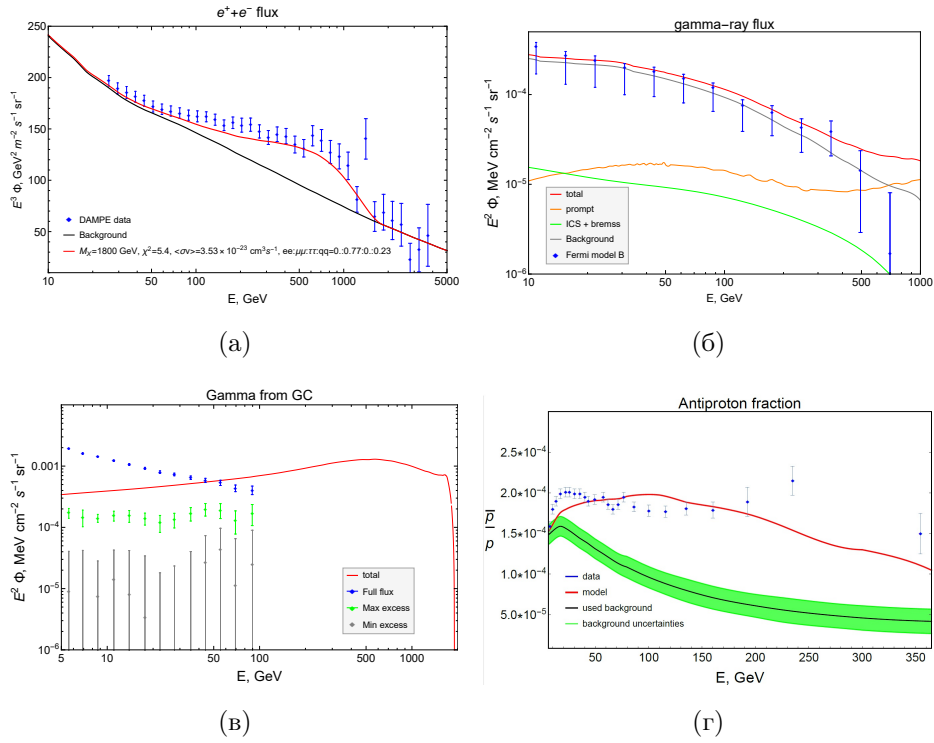 e⁺+e⁻ flux
E³ Φ, GeV² m⁻² s⁻¹ sr⁻¹
250
200
150
100
50
DAMPE data
Background
M_X=1800 GeV, χ²=5.4, <σv>=3.53×10⁻²³ cm³s⁻¹, ee:μμ:ττ:qq=0.:0.77:0.:0.23
10 50 100 500 1000 5000
E, GeV
(а)
gamma-ray flux
E² Φ, MeV cm⁻² s⁻¹ sr⁻¹
10⁻⁴
10⁻⁵
10⁻⁶
total
prompt
ICS + bremss
Background
Fermi model B
10 50 100 500 1000
E, GeV
(б)
Gamma from GC
E² Φ, MeV cm⁻² s⁻¹ sr⁻¹
0.001
10⁻⁴
10⁻⁵
10⁻⁶
total
Full flux
Max excess
Min excess
5 10 50 100 500 1000
E, GeV
(в)
Antiproton fraction
p̅
p
2.5*10⁻⁴
2.0*10⁻⁴
1.5*10⁻⁴
1.0*10⁻⁴
5.0*10⁻⁵
data
model
used background
background uncertainties
50 100 150 200 250 300 350
E, GeV
(г)